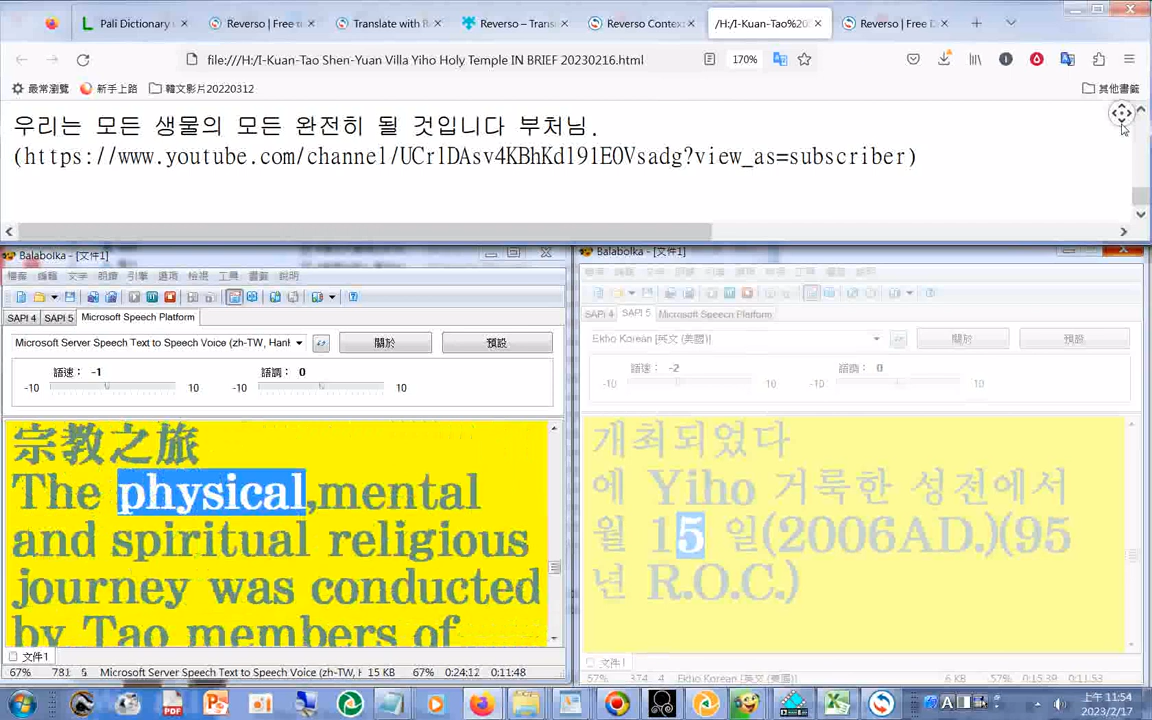 Pali Dictionary
Reverso | Free
Translate with
Reverso – Trans
Reverso Contex
/H:/I-Kuan-Tao%20
Reverso | Free D
file:///H:/I-Kuan-Tao Shen-Yuan Villa Yiho Holy Temple IN BRIEF 20230216.html
170%
最常瀏覽
新手上路
韓文影片20220312
其他書籤
우리는 모든 생물의 모든 완전히 될 것입니다 부처님.
(https://www.youtube.com/channel/UCrlDAsv4KBhKdl91EOVsadg?view_as=subscriber)
Balabolka - [文件1]
檔案 編輯 文字 朗讀 引擎 選項 檢視 工具 書籤 說明
SAPI 4
SAPI 5
Microsoft Speech Platform
Microsoft Server Speech Text to Speech Voice (zh-TW, HanH
關於
預設
語速： -1
語調： 0
-10
10
-10
10
宗教之旅
The physical,mental
and spiritual religious
journey was conducted
by Tao members of
文件1
67%
781
5
Microsoft Server Speech Text to Speech Voice (zh-TW, Han
15 KB
67%
0:24:12
0:11:48
Balabolka - [文件1]
SAPI 4
SAPI 5
Microsoft Speech Platform
Ekho Korean [英文 (美國)]
關於
預設
語速： -2
語調： 0
-10
10
-10
10
개최되었다
에 Yiho 거룩한 성전에서
월 15 일(2006AD.)(95
년 R.O.C.)
文件1
57%
374
4
Ekho Korean [英文 (美國)]
6 KB
57%
0:15:39
0:11:53
上午 11:54
2023/2/17